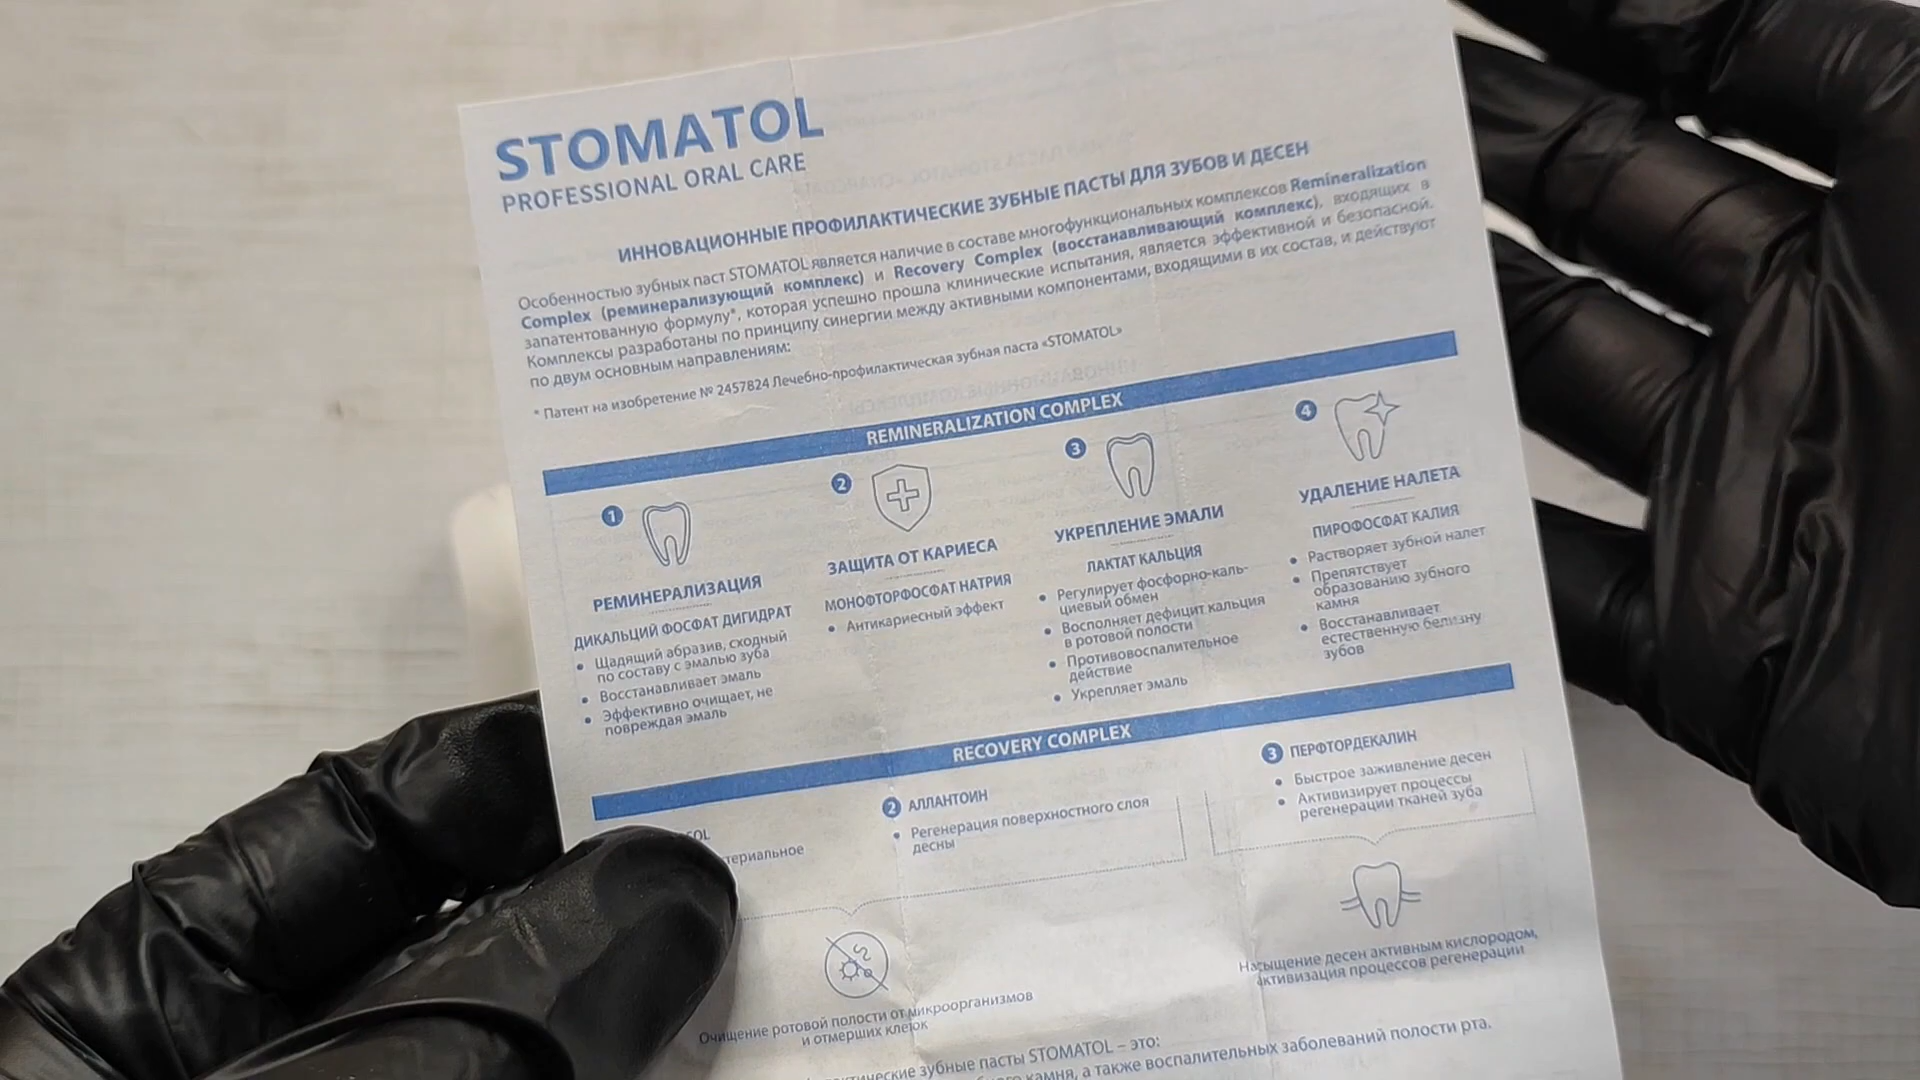 STOMATOL
PROFESSIONAL ORAL CARE
ИННОВАЦИОННЫЕ ПРОФИЛАКТИЧЕСКИЕ ЗУБНЫЕ ПАСТЫ ДЛЯ ЗУБОВ И ДЕСЕН
Особенностью зубных паст STOMATOL является наличие в составе многофункциональных комплексов Remineralization
Complex (реминерализующий комплекс) и Recovery Complex (восстанавливающий комплекс), входящих в
запатентованную формулу*, которая успешно прошла клинические испытания, является эффективной и безопасной.
Комплексы разработаны по принципу синергии между активными компонентами, входящими в их состав, и действуют
по двум основным направлениям:
* Патент на изобретение № 2457824 Лечебно-профилактическая зубная паста «STOMATOL»
REMINERALIZATION COMPLEX
1
РЕМИНЕРАЛИЗАЦИЯ
ДИКАЛЬЦИЙ ФОСФАТ ДИГИДРАТ
• Щадящий абразив, сходный
по составу с эмалью зуба
• Восстанавливает эмаль
• Эффективно очищает, не
повреждая эмаль
2
ЗАЩИТА ОТ КАРИЕСА
МОНОФТОРФОСФАТ НАТРИЯ
• Антикариесный эффект
3
УКРЕПЛЕНИЕ ЭМАЛИ
ЛАКТАТ КАЛЬЦИЯ
• Регулирует фосфорно-каль-
циевый обмен
• Восполняет дефицит кальция
в ротовой полости
• Противовоспалительное
действие
• Укрепляет эмаль
4
УДАЛЕНИЕ НАЛЕТА
ПИРОФОСФАТ КАЛИЯ
• Растворяет зубной налет
• Препятствует
образованию зубного
камня
• Восстанавливает
естественную белизну
зубов
RECOVERY COMPLEX
2 АЛЛАНТОИН
• Регенерация поверхностного слоя
десны
3 ПЕРФТОРДЕКАЛИН
• Быстрое заживление десен
• Активизирует процессы
регенерации тканей зуба
Очищение ротовой полости от микроорганизмов
и отмерших клеток
Насыщение десен активным кислородом,
активизация процессов регенерации
зубные пасты STOMATOL – это:
камня, а также воспалительных заболеваний полости рта.